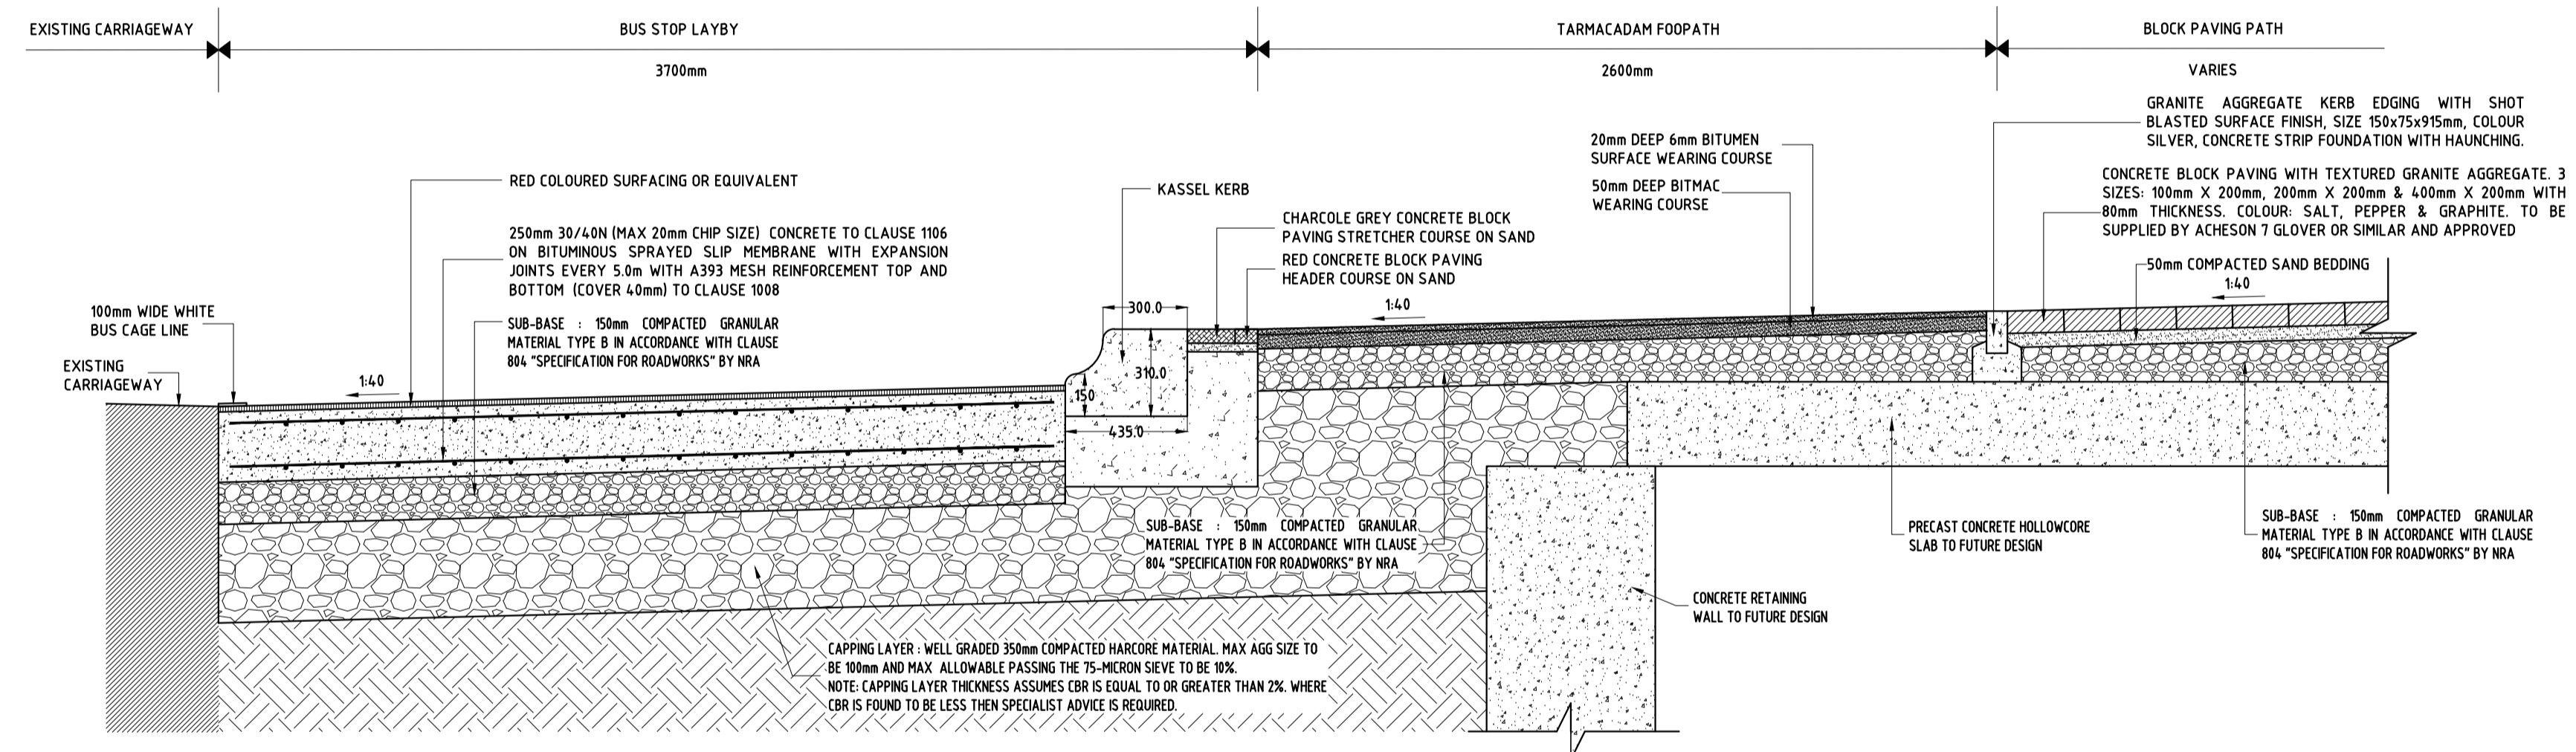 EXISTING CARRIAGEWAY
BUS STOP LAYBY
TARMACADAM FOOPATH
BLOCK PAVING PATH
3700mm
2600mm
VARIES
GRANITE AGGREGATE KERB EDGING WITH SHOT
BLASTED SURFACE FINISH, SIZE 150x75x915mm, COLOUR
SILVER, CONCRETE STRIP FOUNDATION WITH HAUNCHING.
20mm DEEP 6mm BITUMEN
SURFACE WEARING COURSE
50mm DEEP BITMAC
WEARING COURSE
CONCRETE BLOCK PAVING WITH TEXTURED GRANITE AGGREGATE. 3
SIZES: 100mm X 200mm, 200mm X 200mm & 400mm X 200mm WITH
80mm THICKNESS. COLOUR: SALT, PEPPER & GRAPHITE. TO BE
SUPPLIED BY ACHESON 7 GLOVER OR SIMILAR AND APPROVED
RED COLOURED SURFACING OR EQUIVALENT
KASSEL KERB
CHARCOLE GREY CONCRETE BLOCK
PAVING STRETCHER COURSE ON SAND
RED CONCRETE BLOCK PAVING
HEADER COURSE ON SAND
250mm 30/40N (MAX 20mm CHIP SIZE) CONCRETE TO CLAUSE 1106
ON BITUMINOUS SPRAYED SLIP MEMBRANE WITH EXPANSION
JOINTS EVERY 5.0m WITH A393 MESH REINFORCEMENT TOP AND
BOTTOM (COVER 40mm) TO CLAUSE 1008
50mm COMPACTED SAND BEDDING
1:40
1:40
300.0
100mm WIDE WHITE
BUS CAGE LINE
SUB-BASE : 150mm COMPACTED GRANULAR
MATERIAL TYPE B IN ACCORDANCE WITH CLAUSE
804 "SPECIFICATION FOR ROADWORKS" BY NRA
EXISTING
CARRIAGEWAY
1:40
310.0
150
435.0
SUB-BASE : 150mm COMPACTED GRANULAR
MATERIAL TYPE B IN ACCORDANCE WITH CLAUSE
804 "SPECIFICATION FOR ROADWORKS" BY NRA
PRECAST CONCRETE HOLLOWCORE
SLAB TO FUTURE DESIGN
SUB-BASE : 150mm COMPACTED GRANULAR
MATERIAL TYPE B IN ACCORDANCE WITH CLAUSE
804 "SPECIFICATION FOR ROADWORKS" BY NRA
CONCRETE RETAINING
WALL TO FUTURE DESIGN
CAPPING LAYER : WELL GRADED 350mm COMPACTED HARCORE MATERIAL. MAX AGG SIZE TO
BE 100mm AND MAX ALLOWABLE PASSING THE 75-MICRON SIEVE TO BE 10%.
NOTE: CAPPING LAYER THICKNESS ASSUMES CBR IS EQUAL TO OR GREATER THAN 2%. WHERE
CBR IS FOUND TO BE LESS THEN SPECIALIST ADVICE IS REQUIRED.